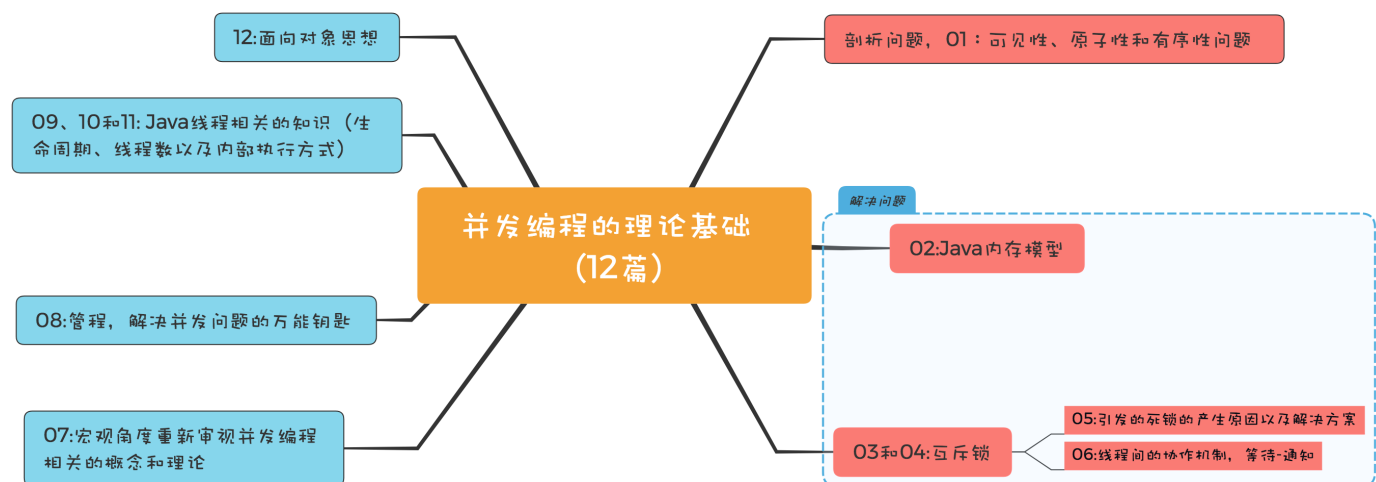 12:面向对象思想
剖析问题，01：可见性、原子性和有序性问题
09、10和11: Java线程相关的知识（生
命周期、线程数以及内部执行方式）
并发编程的理论基础
(12篇)
解决问题
02:Java内存模型
08:管程，解决并发问题的万能钥匙
07:宏观角度重新审视并发编程
相关的概念和理论
03和04:互斥锁
05:引发的死锁的产生原因以及解决方案
06:线程间的协作机制，等待-通知